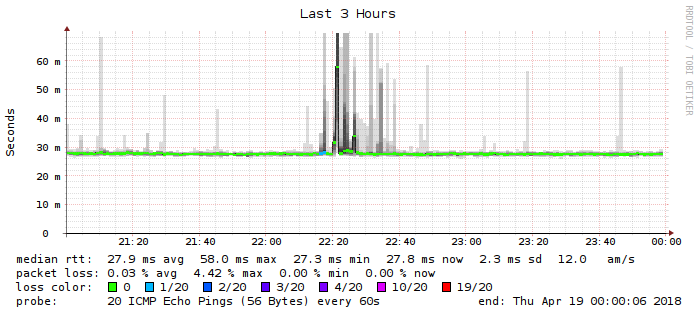 Last 3 Hours
RRDTOOL / TOBI OETIKER
Seconds
60 m
50 m
40 m
30 m
20 m
10 m
0
21:20 21:40 22:00 22:20 22:40 23:00 23:20 23:40 00:00
median rtt: 27.9 ms avg 58.0 ms max 27.3 ms min 27.8 ms now 2.3 ms sd 12.0 am/s
packet loss: 0.03 % avg 4.42 % max 0.00 % min 0.00 % now
loss color: 0 1/20 2/20 3/20 4/20 10/20 19/20
probe: 20 ICMP Echo Pings (56 Bytes) every 60s end: Thu Apr 19 00:00:06 2018